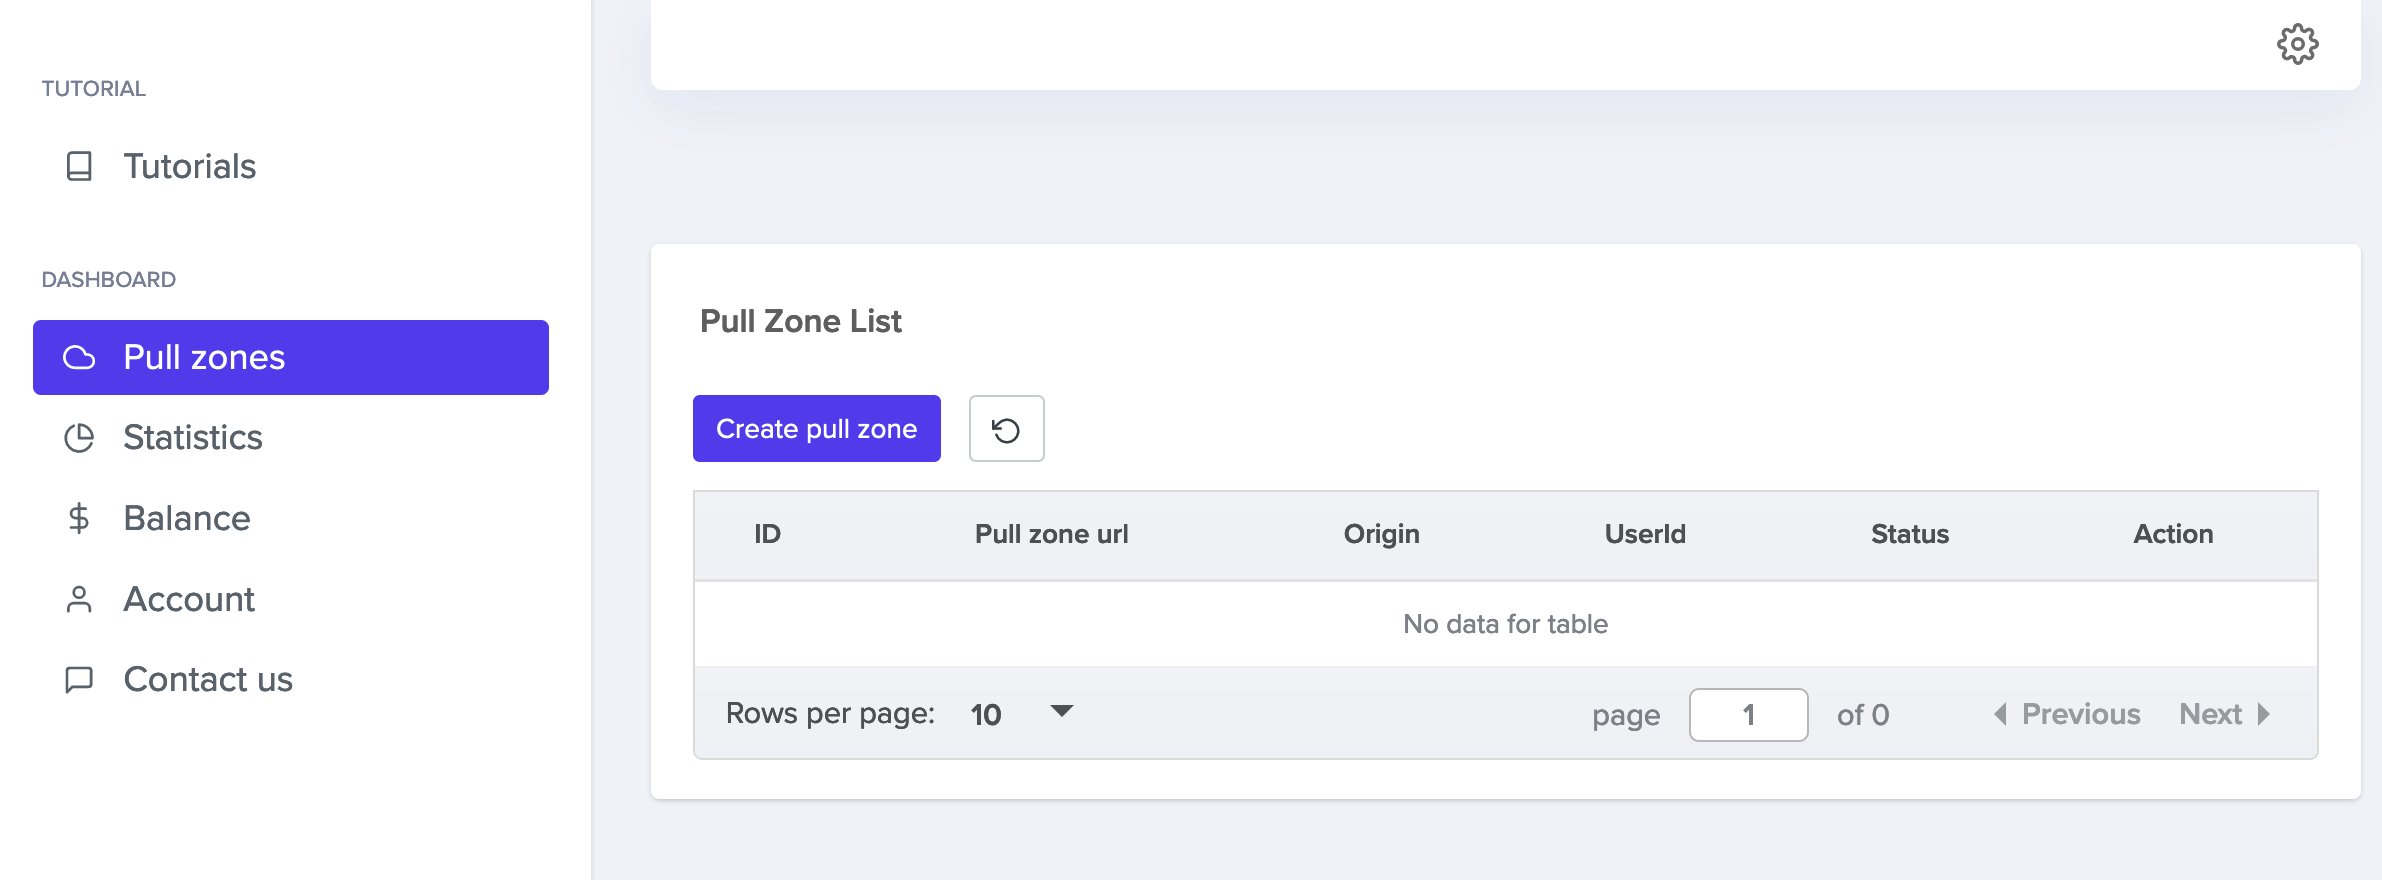 TUTORIAL
Tutorials
DASHBOARD
Pull zones
Statistics
Balance
Account
Contact us
Pull Zone List
Create pull zone
ID Pull zone url Origin UserId Status Action
No data for table
Rows per page: 10 page 1 of 0 Previous Next